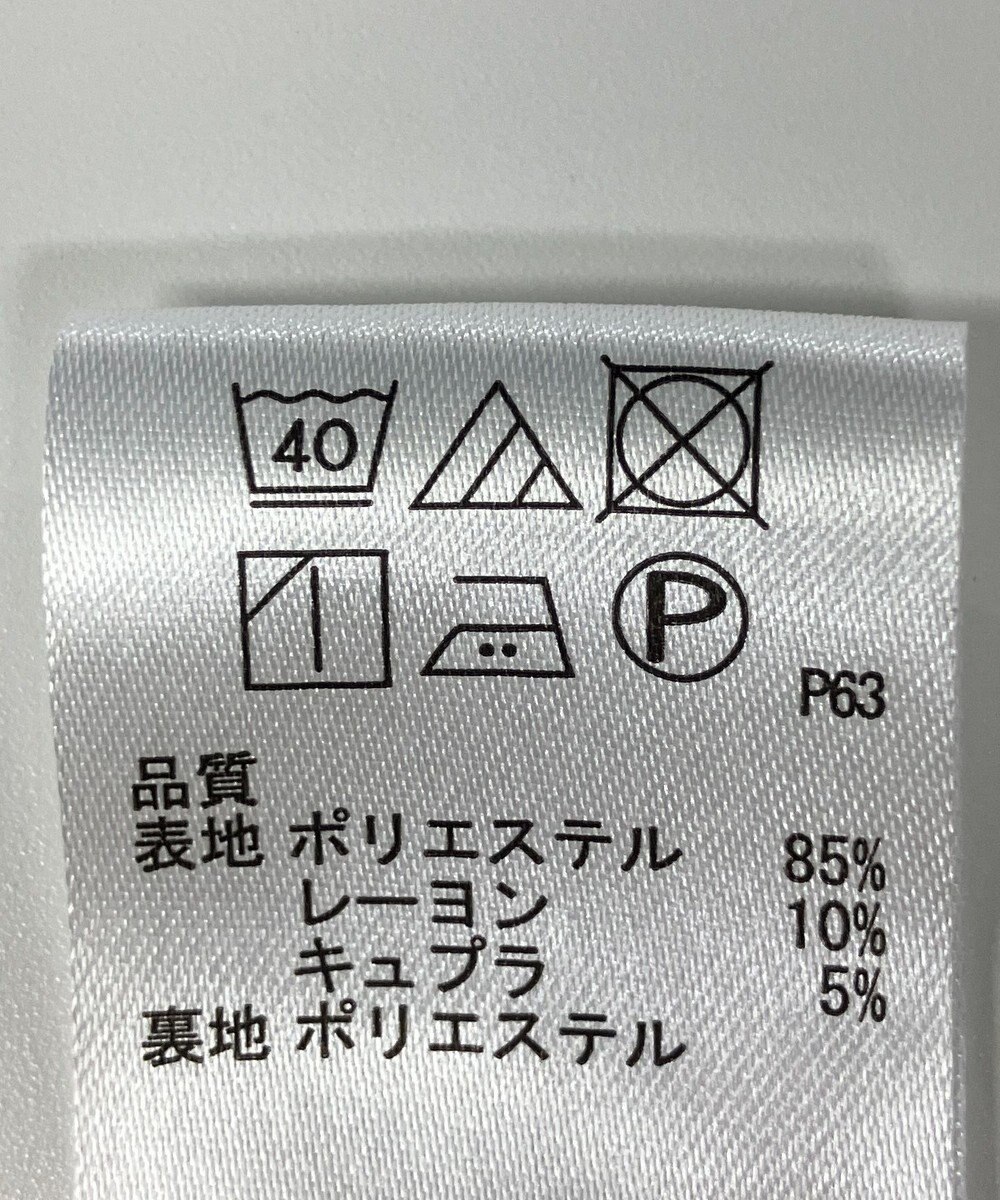 40
P
P63
品質
表地 ポリエステル 85%
レーヨン 10%
キュプラ 5%
裏地 ポリエステル